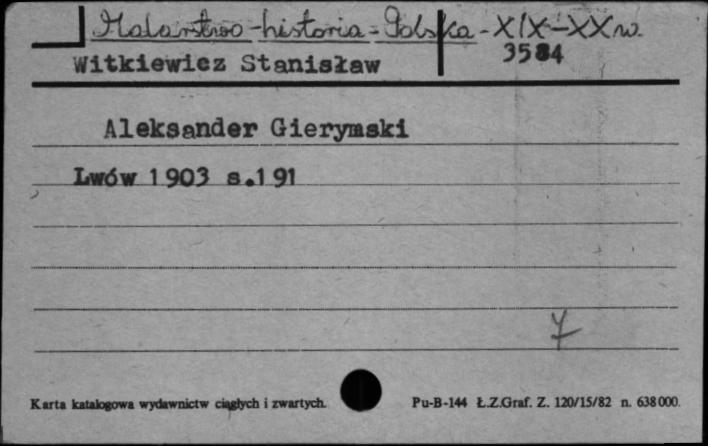 Malarstwo - historia - Polska - XIX-XX w.
3584
Witkiewicz Stanisław
Aleksander Gierymski
Lwów 1903 s.191
Karta katalogowa wydawnictw ciągłych i zwartych. Pu-B-144 Ł.Z.Graf. Z. 120/15/82 n. 638000.